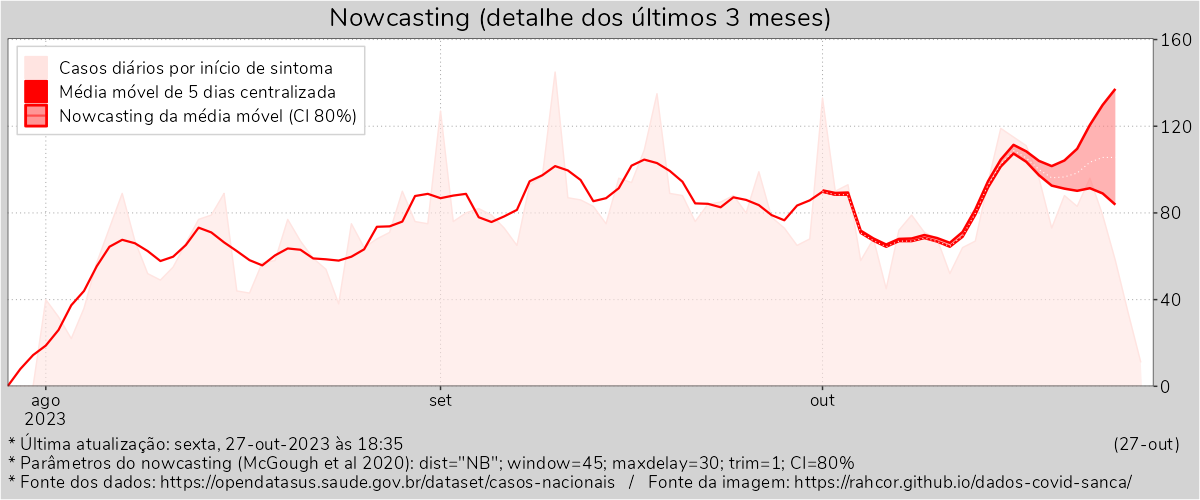 Nowcasting (detalhe dos últimos 3 meses)
160
Casos diários por início de sintoma
Média móvel de 5 dias centralizada
Nowcasting da média móvel (CI 80%)
120
80
40
0
ago set out
2023
* Última atualização: sexta, 27-out-2023 às 18:35 (27-out)
* Parâmetros do nowcasting (McGough et al 2020): dist="NB"; window=45; maxdelay=30; trim=1; CI=80%
* Fonte dos dados: https://opendatasus.saude.gov.br/dataset/casos-nacionais / Fonte da imagem: https://rahcor.github.io/dados-covid-sanca/